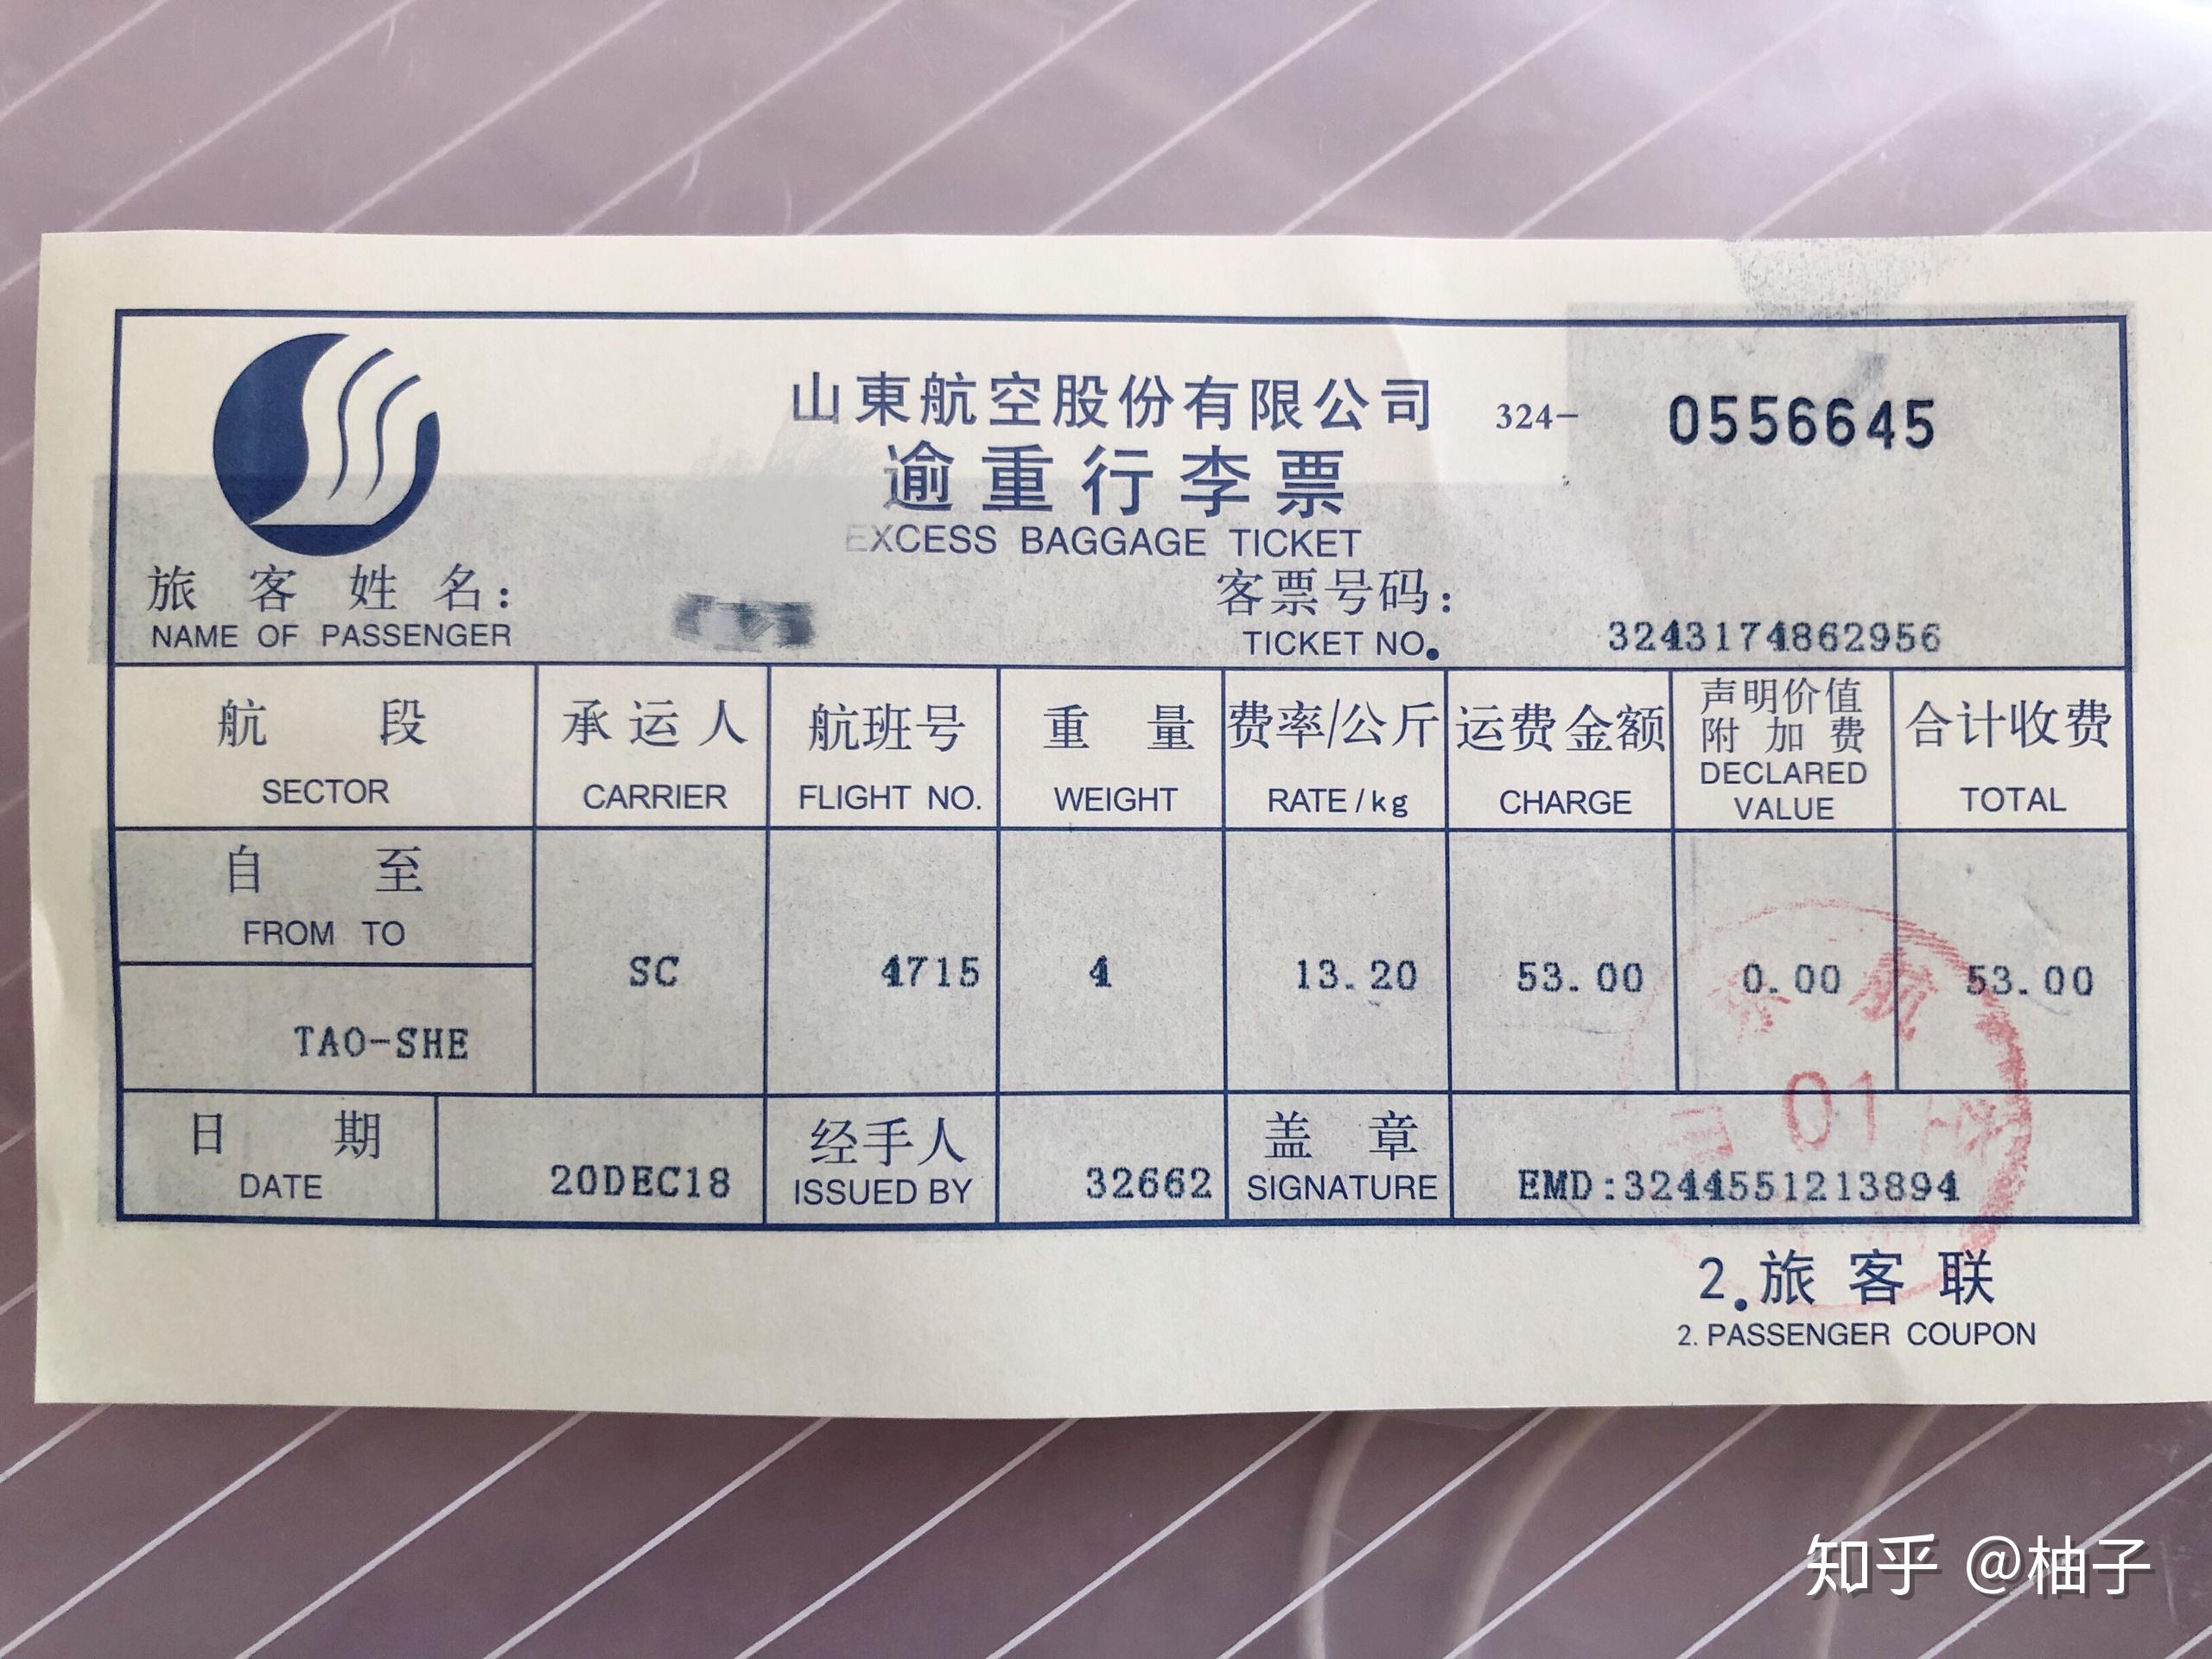 山東航空股份有限公司 324- 0556645
逾重行李票
EXCESS BAGGAGE TICKET
旅客姓名: 客票号码:
NAME OF PASSENGER TICKET NO. 3243174862956
航段 承运人 航班号 重量 费率/公斤 运费金额 声明价值附加费 合计收费
SECTOR CARRIER FLIGHT NO. WEIGHT RATE/kg CHARGE DECLARED VALUE TOTAL
自 至
FROM TO
SC 4715 4 13.20 53.00 0.00 53.00
TAO-SHE
01
日期 经手人 盖章
DATE 20DEC18 ISSUED BY 32662 SIGNATURE EMD:3244551213894
2.旅客联
2. PASSENGER COUPON
知乎 @柚子